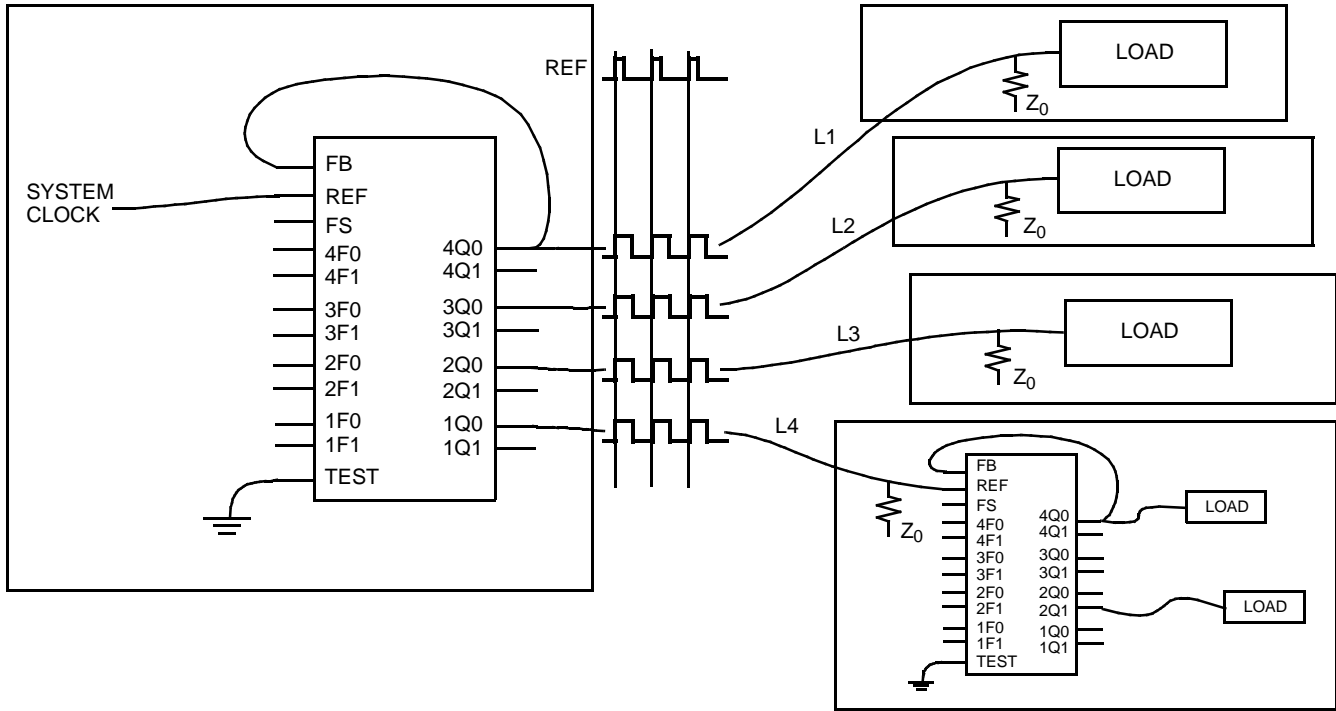 SYSTEM
CLOCK
FB
REF
FS
4F0
4F1
3F0
3F1
2F0
2F1
1F0
1F1
TEST
4Q0
4Q1
3Q0
3Q1
2Q0
2Q1
1Q0
1Q1
REF
L1
L2
L3
L4
LOAD
Z0
LOAD
Z0
LOAD
Z0
Z0
FB
REF
FS
4F0
4F1
3F0
3F1
2F0
2F1
1F0
1F1
TEST
4Q0
4Q1
3Q0
3Q1
2Q0
2Q1
1Q0
1Q1
LOAD
LOAD